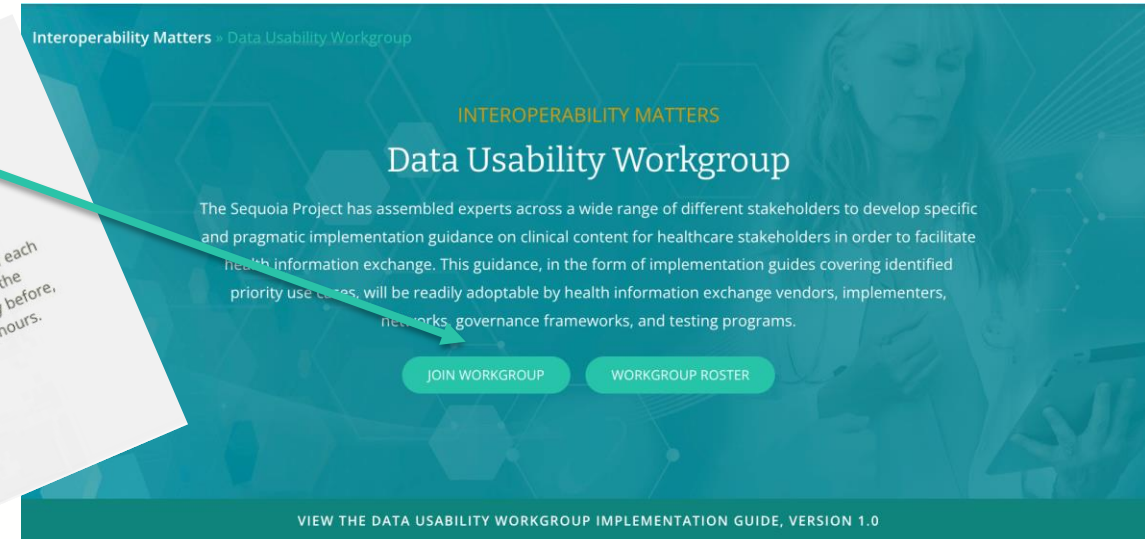 Interoperability Matters » Data Usability Workgroup
INTEROPERABILITY MATTERS
Data Usability Workgroup
The Sequoia Project has assembled experts across a wide range of different stakeholders to develop specific
and pragmatic implementation guidance on clinical content for healthcare stakeholders in order to facilitate
health information exchange. This guidance, in the form of implementation guides covering identified
priority use cases, will be readily adoptable by health information exchange vendors, implementers,
networks, governance frameworks, and testing programs.
JOIN WORKGROUP WORKGROUP ROSTER
VIEW THE DATA USABILITY WORKGROUP IMPLEMENTATION GUIDE, VERSION 1.0
each
the
before,
hours.